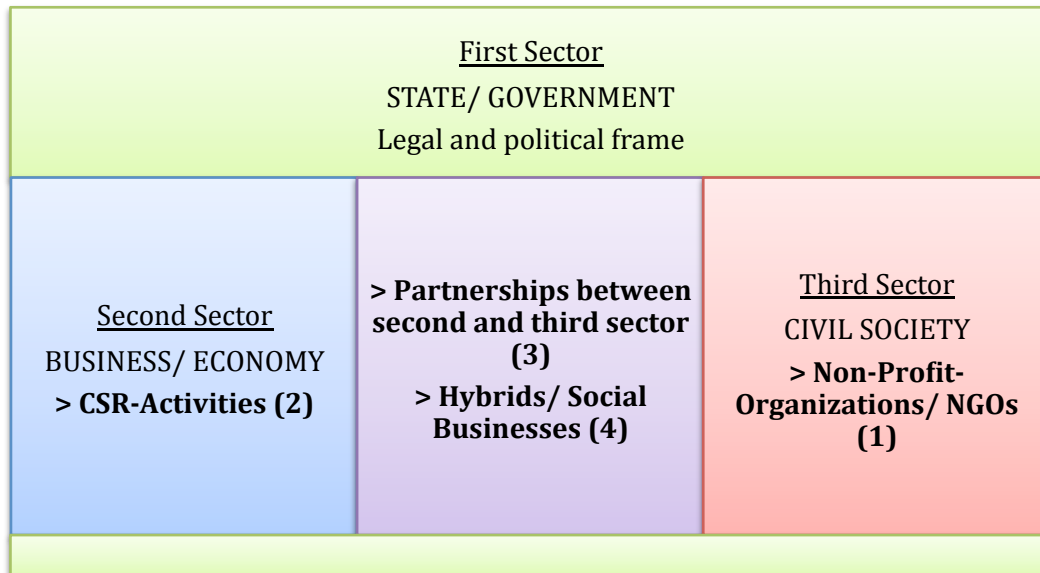 First Sector
STATE/ GOVERNMENT
Legal and political frame
Second Sector
BUSINESS/ ECONOMY
> CSR-Activities (2)
> Partnerships between
second and third sector
(3)
> Hybrids/ Social
Businesses (4)
Third Sector
CIVIL SOCIETY
> Non-Profit-
Organizations/ NGOs
(1)